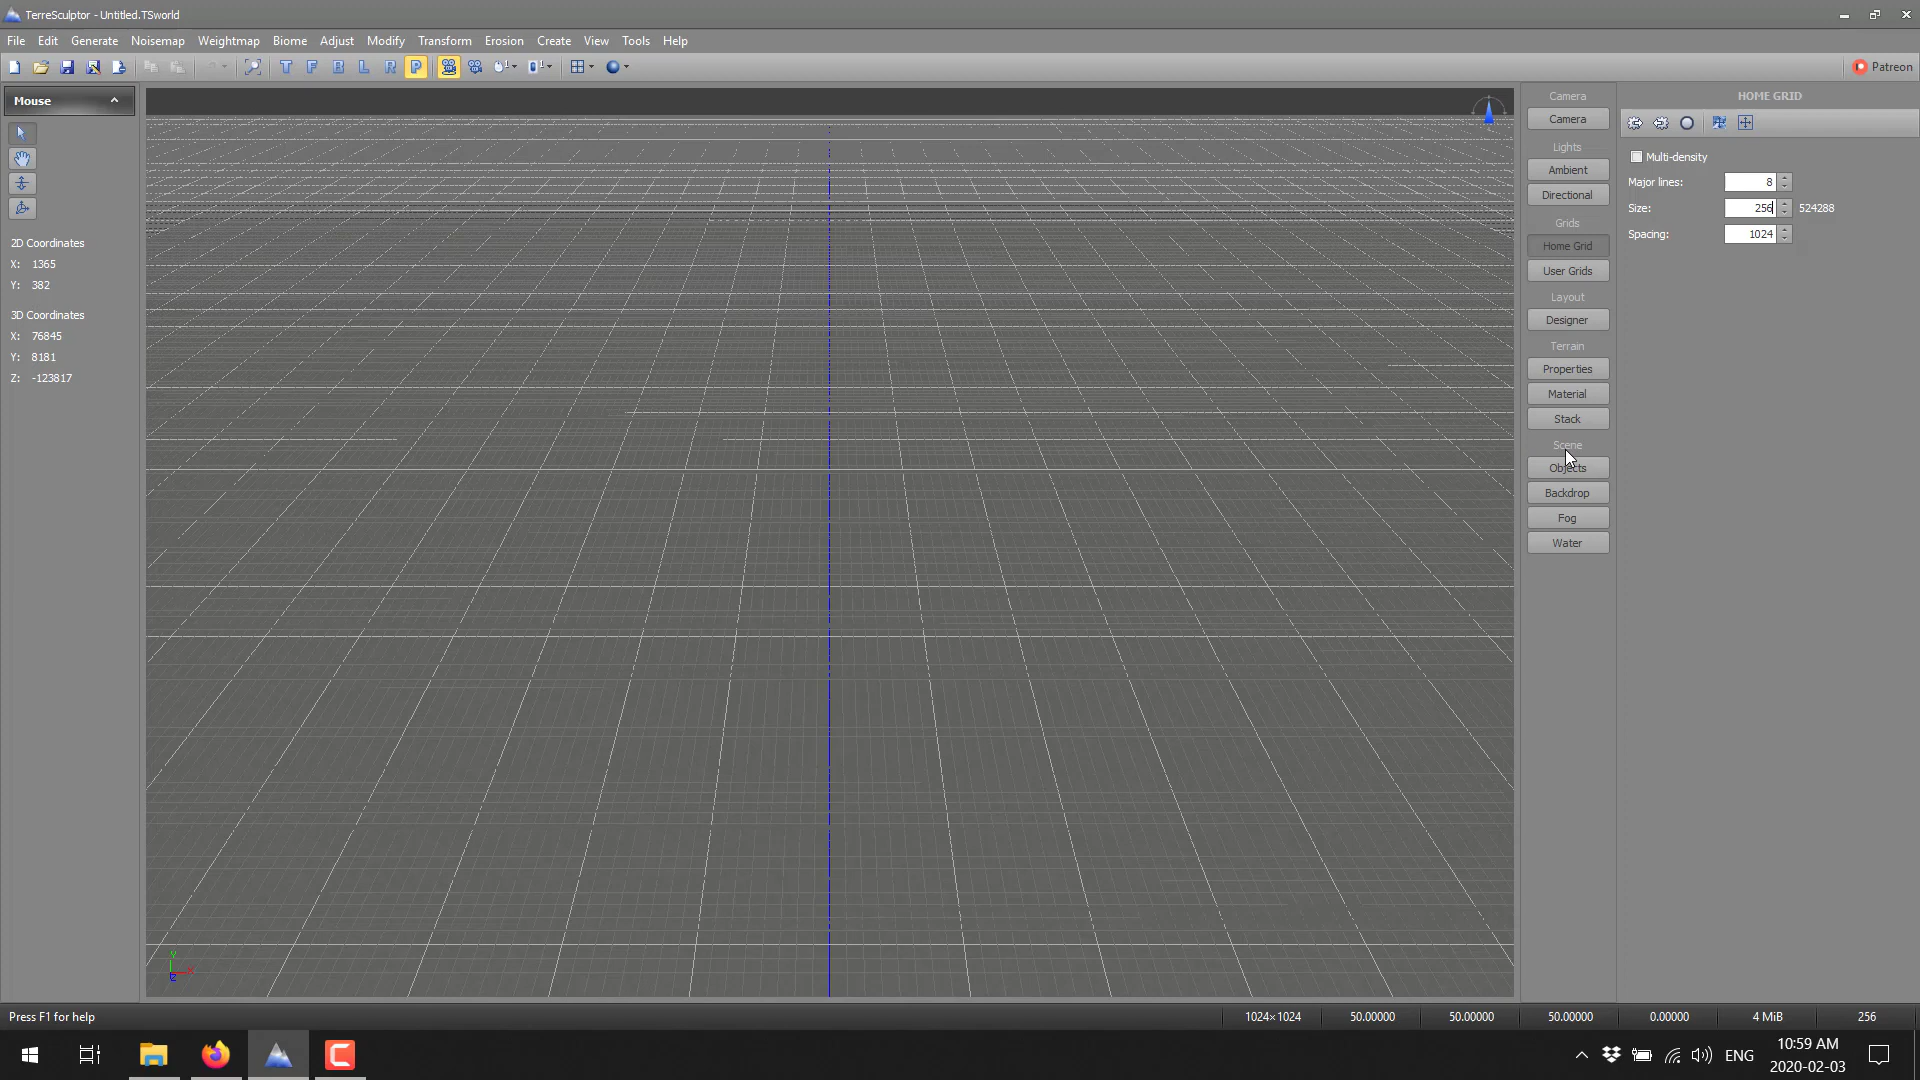 TerreSculptor - Untitled.TSworld
File Edit Generate Noisemap Weightmap Biome Adjust Modify Transform Erosion Create View Tools Help
T F B L R P 1 1 Patreon
Mouse
2D Coordinates
X: 1365
Y: 382
3D Coordinates
X: 76845
Y: 8181
Z: -123817
Y
X
Z
Camera
Camera
Lights
Ambient
Directional
Grids
Home Grid
User Grids
Layout
Designer
Terrain
Properties
Material
Stack
Scene
Objects
Backdrop
Fog
Water
HOME GRID
Multi-density
Major lines: 8
Size: 256 524288
Spacing: 1024
Press F1 for help 1024×1024 50.00000 50.00000 50.00000 0.00000 4 MiB 256
ENG 10:59 AM
2020-02-03